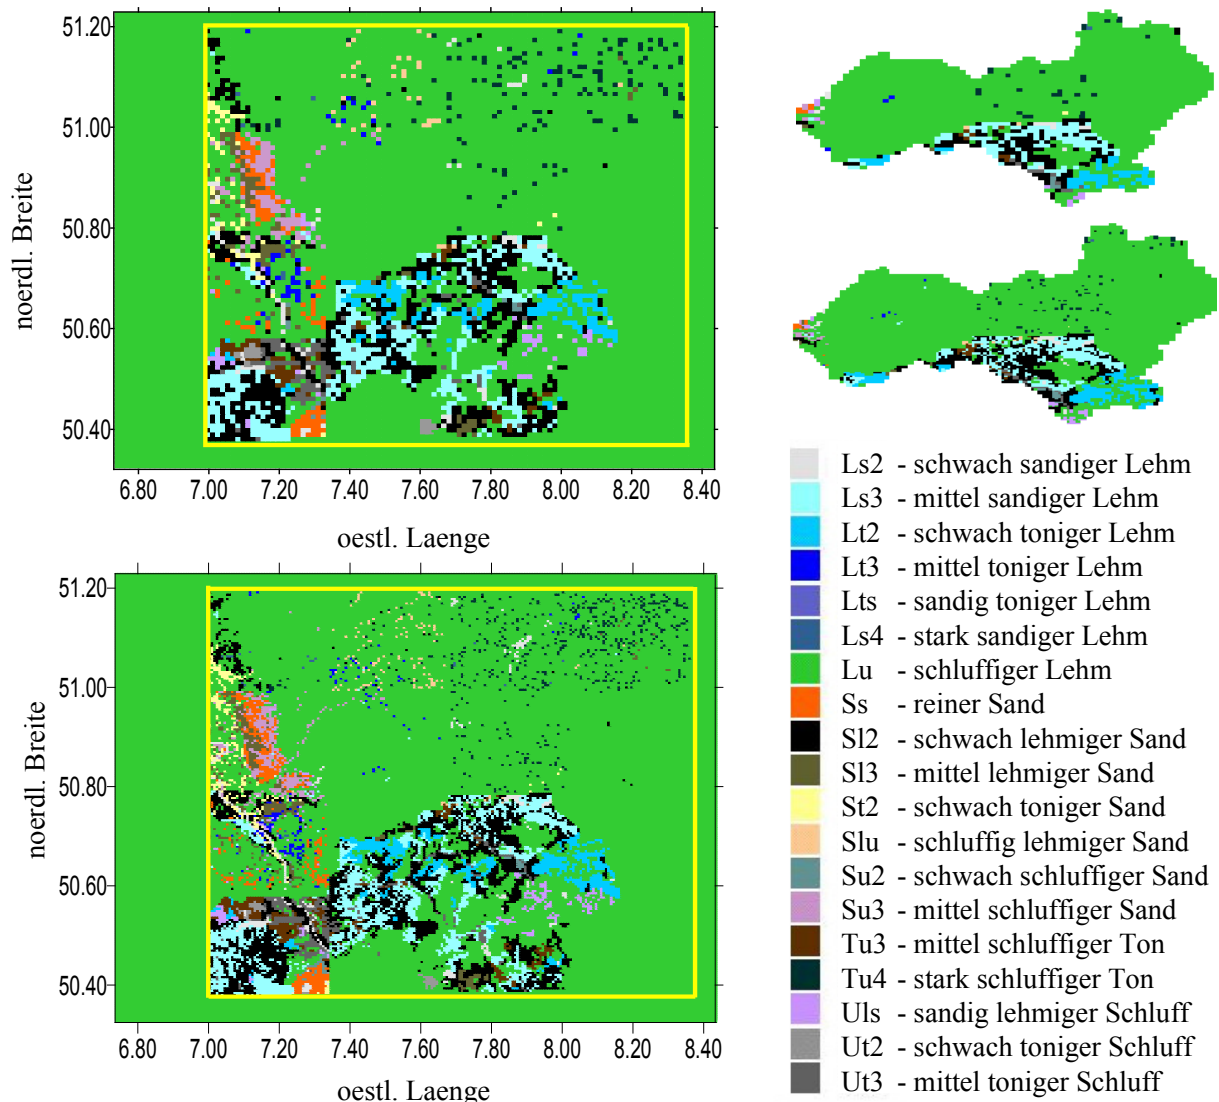 51.20
51.00
50.80
50.60
50.40
noerdl. Breite
6.80 7.00 7.20 7.40 7.60 7.80 8.00 8.20 8.40
oestl. Laenge
51.20
51.00
50.80
50.60
50.40
noerdl. Breite
6.80 7.00 7.20 7.40 7.60 7.80 8.00 8.20 8.40
oestl. Laenge
Ls2 - schwach sandiger Lehm
Ls3 - mittel sandiger Lehm
Lt2 - schwach toniger Lehm
Lt3 - mittel toniger Lehm
Lts - sandig toniger Lehm
Ls4 - stark sandiger Lehm
Lu - schluffiger Lehm
Ss - reiner Sand
Sl2 - schwach lehmiger Sand
Sl3 - mittel lehmiger Sand
St2 - schwach toniger Sand
Slu - schluffig lehmiger Sand
Su2 - schwach schluffiger Sand
Su3 - mittel schluffiger Sand
Tu3 - mittel schluffiger Ton
Tu4 - stark schluffiger Ton
Uls - sandig lehmiger Schluff
Ut2 - schwach toniger Schluff
Ut3 - mittel toniger Schluff